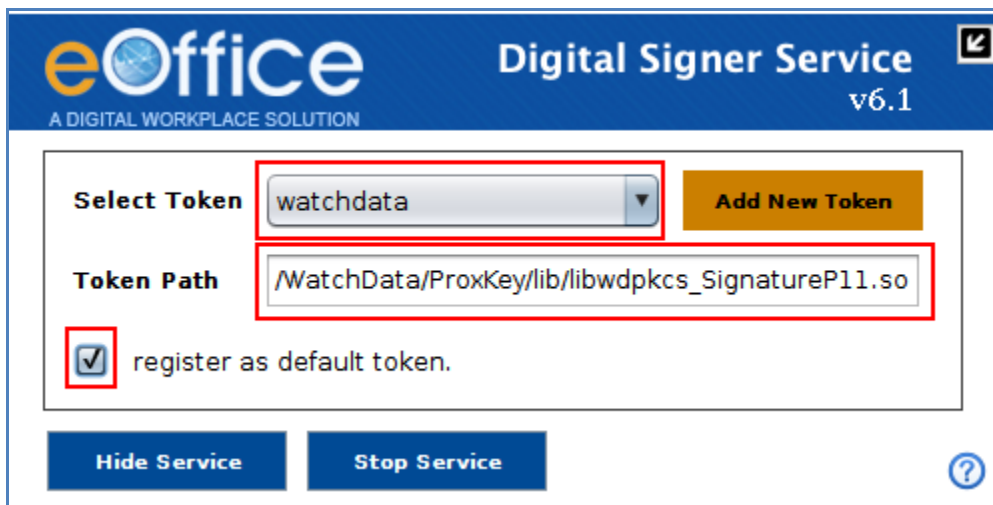 eOffice
A DIGITAL WORKPLACE SOLUTION
Digital Signer Service
v6.1
Select Token watchdata Add New Token
Token Path /WatchData/ProxKey/lib/libwdpkcs_SignatureP11.so
register as default token.
Hide Service Stop Service
?